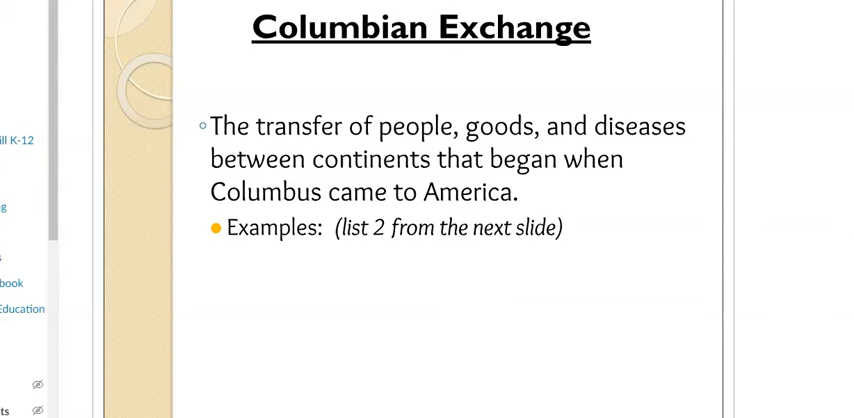 Columbian Exchange
ill K-12
The transfer of people, goods, and diseases
between continents that began when
Columbus came to America.
g
Examples: (list 2 from the next slide)
s
book
Education
ts